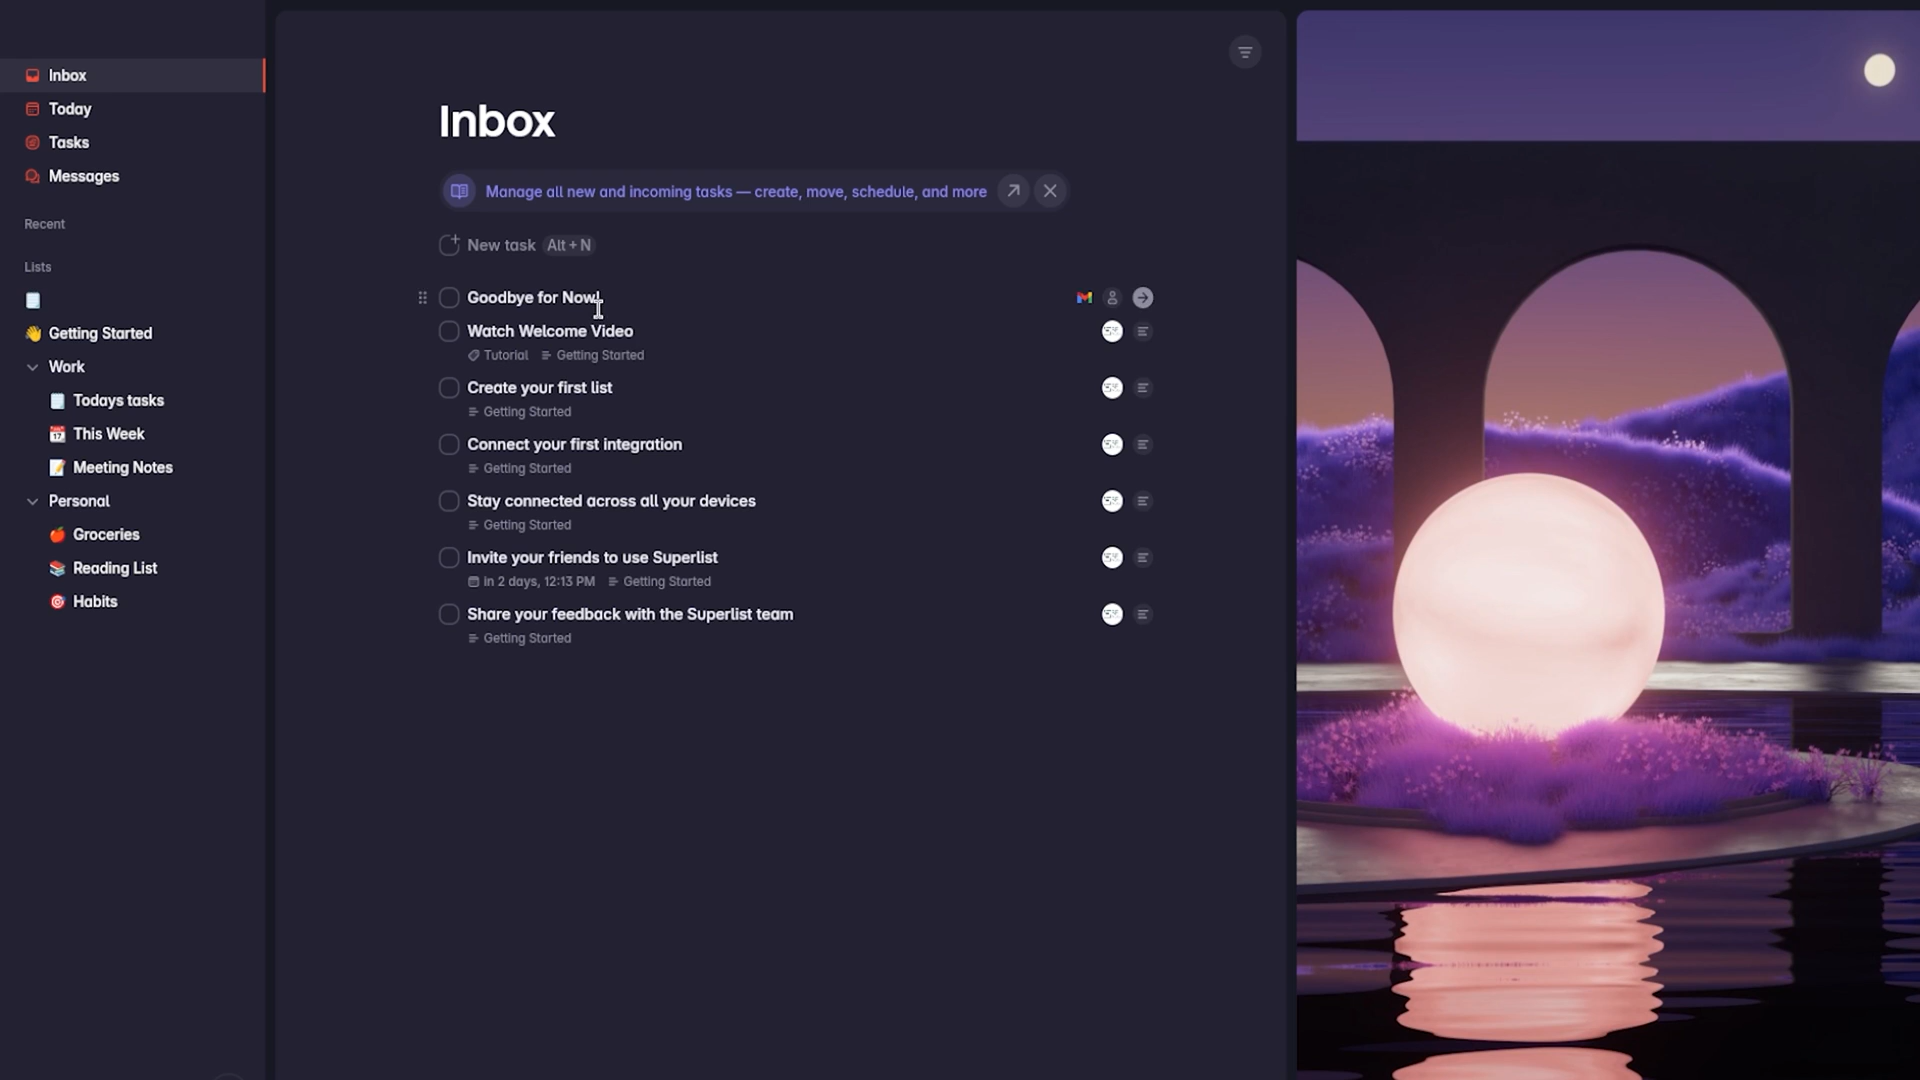 Inbox
Today
Tasks
Messages
Recent
Lists
Getting Started
Work
Todays tasks
This Week
Meeting Notes
Personal
Groceries
Reading List
Habits
Inbox
Manage all new and incoming tasks — create, move, schedule, and more
New task Alt + N
Goodbye for Now!
Watch Welcome Video
Tutorial Getting Started
Create your first list
Getting Started
Connect your first integration
Getting Started
Stay connected across all your devices
Getting Started
Invite your friends to use Superlist
in 2 days, 12:13 PM Getting Started
Share your feedback with the Superlist team
Getting Started